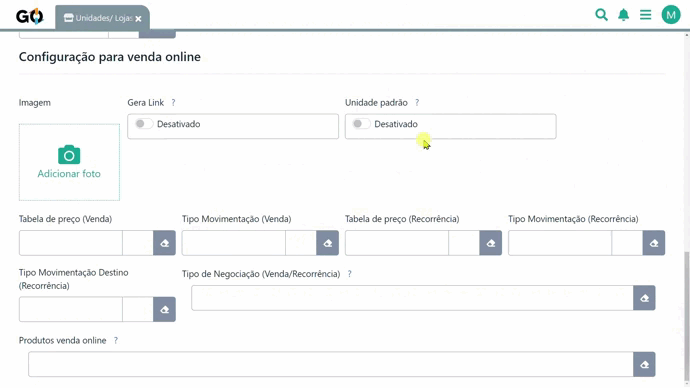 GO
Unidades/ Lojas
M
Configuração para venda online
Imagem
Gera Link ?
Unidade padrão ?
Desativado
Desativado
Adicionar foto
Tabela de preço (Venda)
Tipo Movimentação (Venda)
Tabela de preço (Recorrência)
Tipo Movimentação (Recorrência)
Tipo Movimentação Destino
(Recorrência)
Tipo de Negociação (Venda/Recorrência) ?
Produtos venda online ?